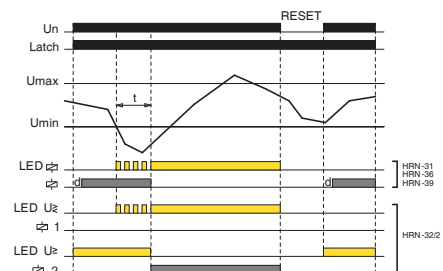 RESET
Un
Latch
Umax
t
Umin
LED
HRN -31
HRN -36
d
d
HRN -39
LED U≷
1
HRN-32/2
LED U≥
2